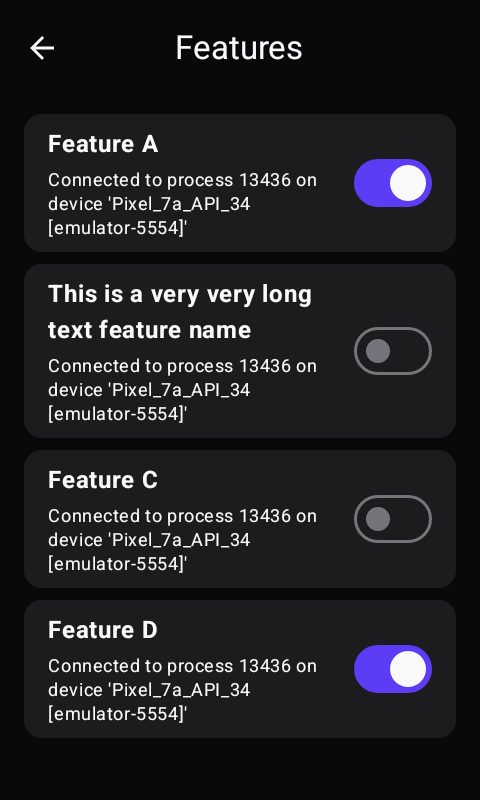 Features
Feature A
Connected to process 13436 on
device 'Pixel_7a_API_34
[emulator-5554]'
This is a very very long
text feature name
Connected to process 13436 on
device 'Pixel_7a_API_34
[emulator-5554]'
Feature C
Connected to process 13436 on
device 'Pixel_7a_API_34
[emulator-5554]'
Feature D
Connected to process 13436 on
device 'Pixel_7a_API_34
[emulator-5554]'